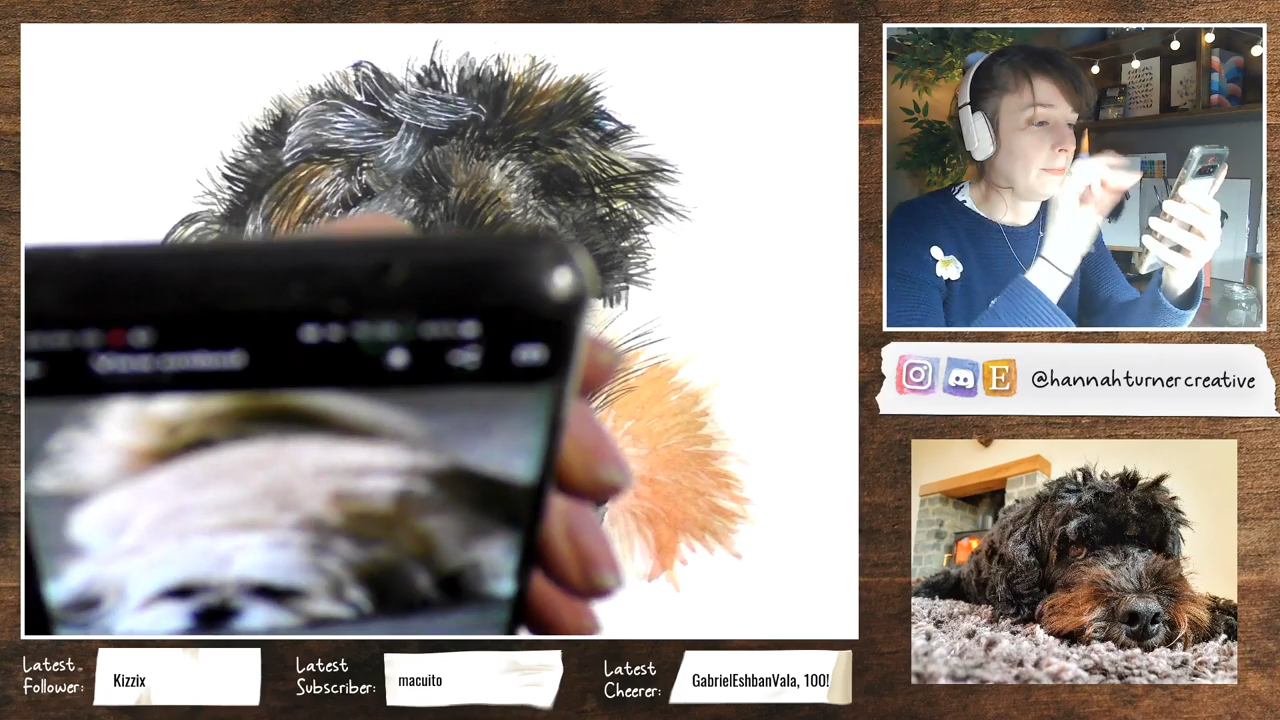 @hannahturnercreative
E
Latest
Follower:
Kizzix
Latest
Subscriber:
macuito
Latest
Cheerer:
GabrielEshbanVala, 100!